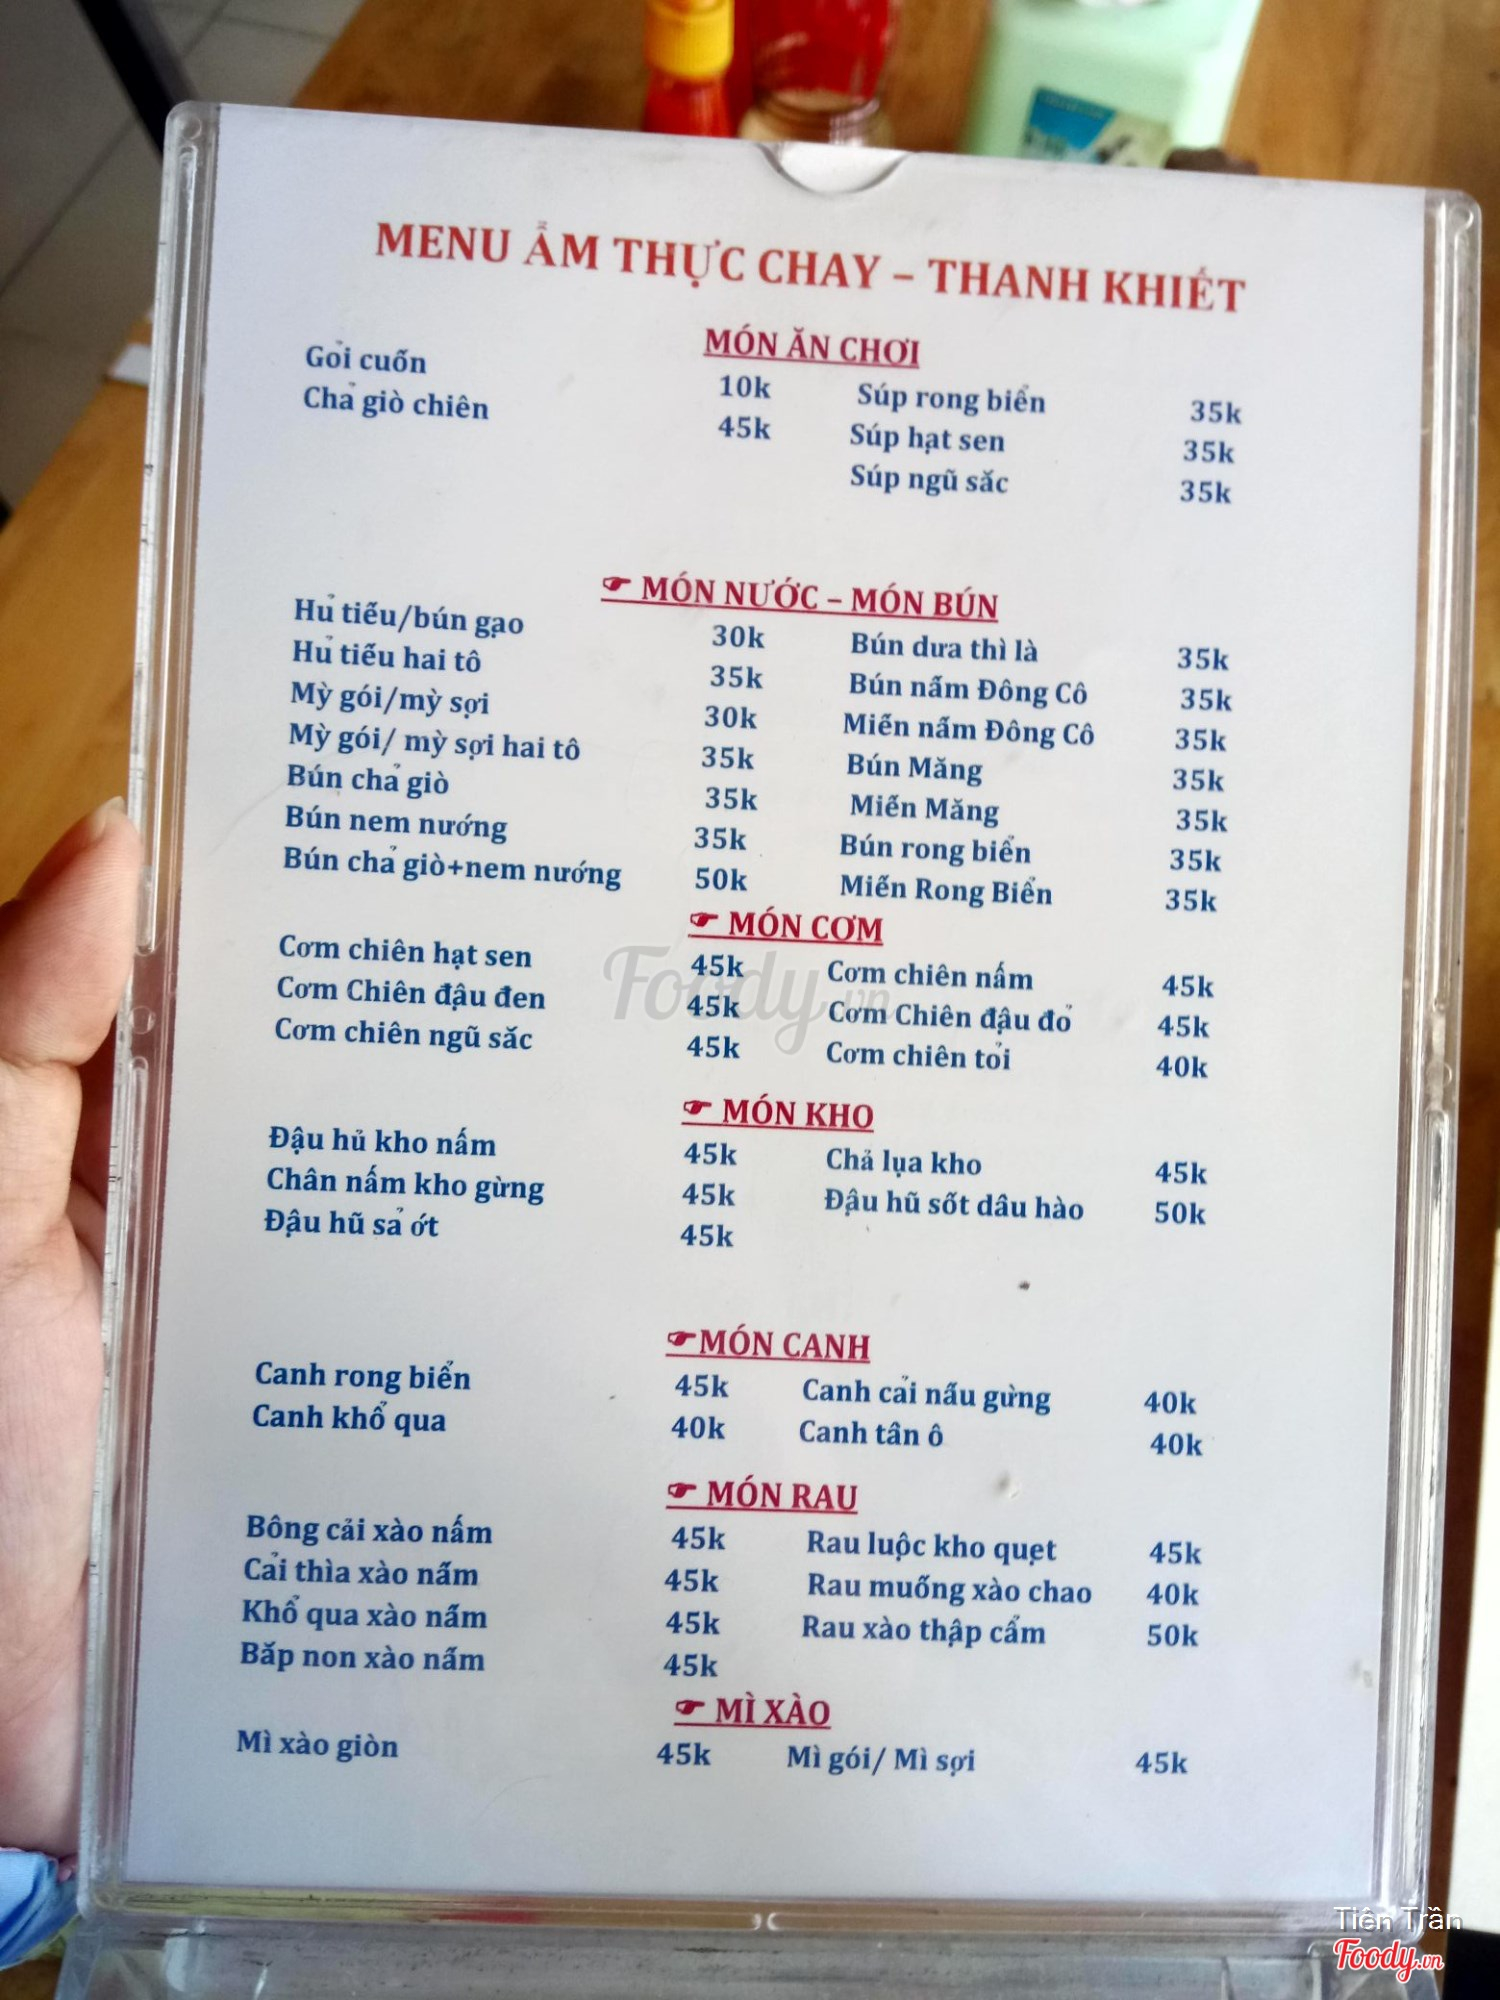 MENU ẨM THỰC CHAY – THANH KHIẾT
MÓN ĂN CHƠI
Gỏi cuốn 10k Súp rong biển 35k
Chả giò chiên 45k Súp hạt sen 35k
Súp ngũ sắc 35k
☛ MÓN NƯỚC – MÓN BÚN
Hủ tiếu/bún gạo 30k Bún dưa thì là 35k
Hủ tiếu hai tô 35k Bún nấm Đông Cô 35k
Mỳ gói/mỳ sợi 30k Miến nấm Đông Cô 35k
Mỳ gói/ mỳ sợi hai tô 35k Bún Măng 35k
Bún chả giò 35k Miến Măng 35k
Bún nem nướng 35k Bún rong biển 35k
Bún chả giò+nem nướng 50k Miến Rong Biển 35k
☛ MÓN CƠM
Cơm chiên hạt sen 45k Cơm chiên nấm 45k
Cơm Chiên đậu đen 45k Cơm Chiên đậu đỏ 45k
Cơm chiên ngũ sắc 45k Cơm chiên tỏi 40k
☛ MÓN KHO
Đậu hủ kho nấm 45k Chả lụa kho 45k
Chân nấm kho gừng 45k Đậu hũ sốt dâu hào 50k
Đậu hũ sả ớt 45k
☛MÓN CANH
Canh rong biển 45k Canh cải nấu gừng 40k
Canh khổ qua 40k Canh tân ô 40k
☛ MÓN RAU
Bông cải xào nấm 45k Rau luộc kho quẹt 45k
Cải thìa xào nấm 45k Rau muống xào chao 40k
Khổ qua xào nấm 45k Rau xào thập cẩm 50k
Bắp non xào nấm 45k
☛ MÌ XÀO
Mì xào giòn 45k Mì gói/ Mì sợi 45k
Foody.vn
Tiên Trần
Foody.vn